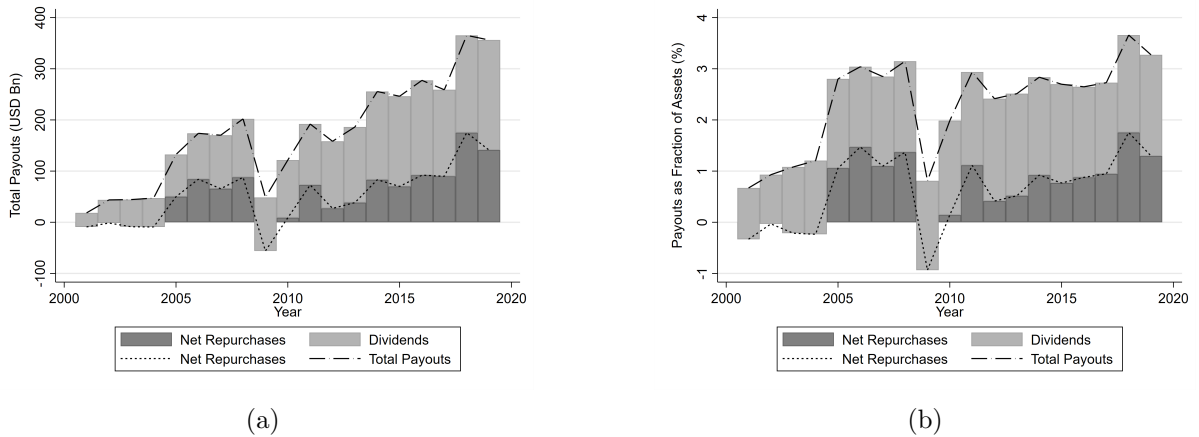 Total Payouts (USD Bn)
400
300
200
100
0
-100
2000 2005 2010 2015 2020
Year
Net Repurchases Dividends
Net Repurchases Total Payouts
(a)
Payouts as Fraction of Assets (%)
4
3
2
1
0
-1
2000 2005 2010 2015 2020
Year
Net Repurchases Dividends
Net Repurchases Total Payouts
(b)